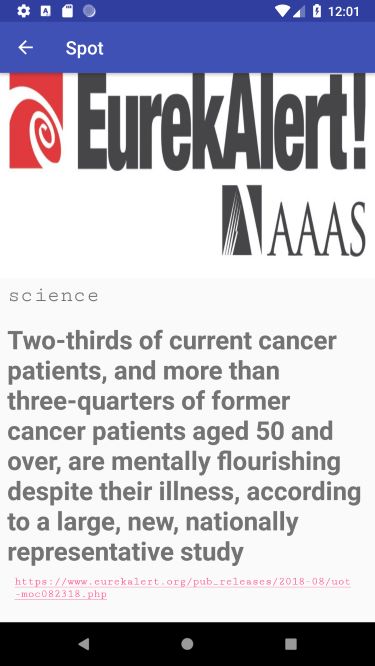 12:01
Spot
EurekAlert!
AAAS
science
Two-thirds of current cancer
patients, and more than
three-quarters of former
cancer patients aged 50 and
over, are mentally flourishing
despite their illness, according
to a large, new, nationally
representative study
https://www.eurekalert.org/pub_releases/2018-08/uot
-moc082318.php